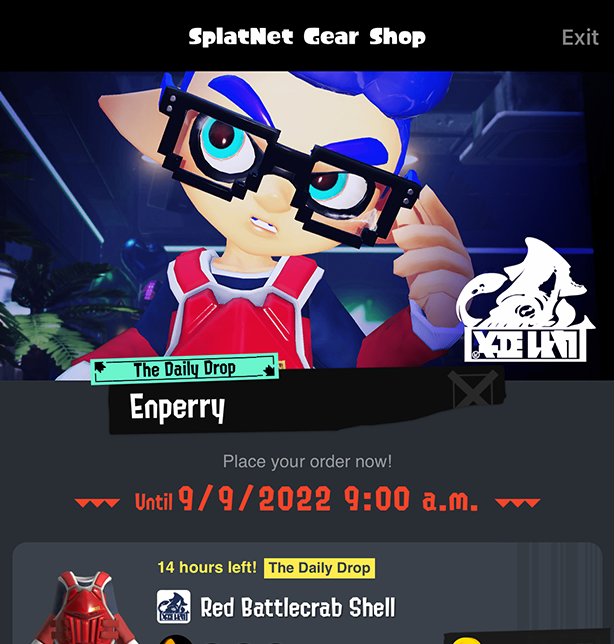 SplatNet Gear Shop
Exit
The Daily Drop
Enperry
Place your order now!
Until 9/9/2022 9:00 a.m.
14 hours left! The Daily Drop
Red Battlecrab Shell